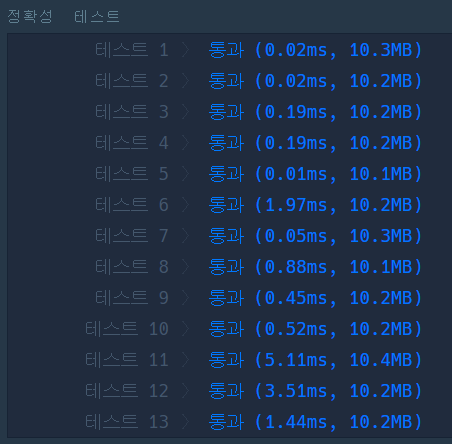 정확성 테스트
테스트 1 〉 통과 (0.02ms, 10.3MB)
테스트 2 〉 통과 (0.02ms, 10.2MB)
테스트 3 〉 통과 (0.19ms, 10.2MB)
테스트 4 〉 통과 (0.19ms, 10.2MB)
테스트 5 〉 통과 (0.01ms, 10.1MB)
테스트 6 〉 통과 (1.97ms, 10.2MB)
테스트 7 〉 통과 (0.05ms, 10.3MB)
테스트 8 〉 통과 (0.88ms, 10.1MB)
테스트 9 〉 통과 (0.45ms, 10.2MB)
테스트 10 〉 통과 (0.52ms, 10.2MB)
테스트 11 〉 통과 (5.11ms, 10.4MB)
테스트 12 〉 통과 (3.51ms, 10.2MB)
테스트 13 〉 통과 (1.44ms, 10.2MB)